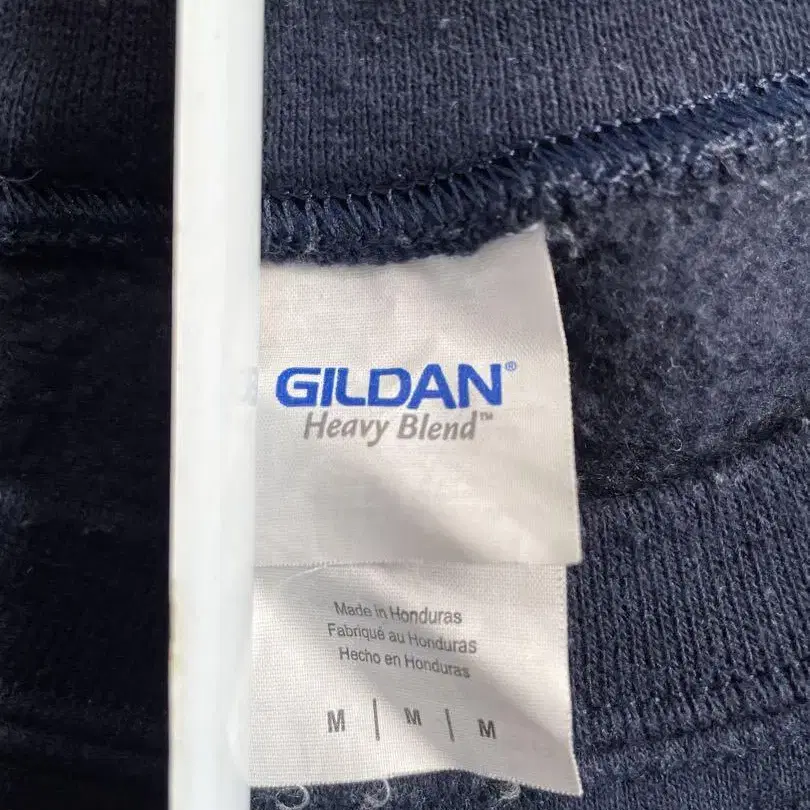 GILDAN®
Heavy Blend™
Made in Honduras
Fabriqué au Honduras
Hecho en Honduras
M | M | M